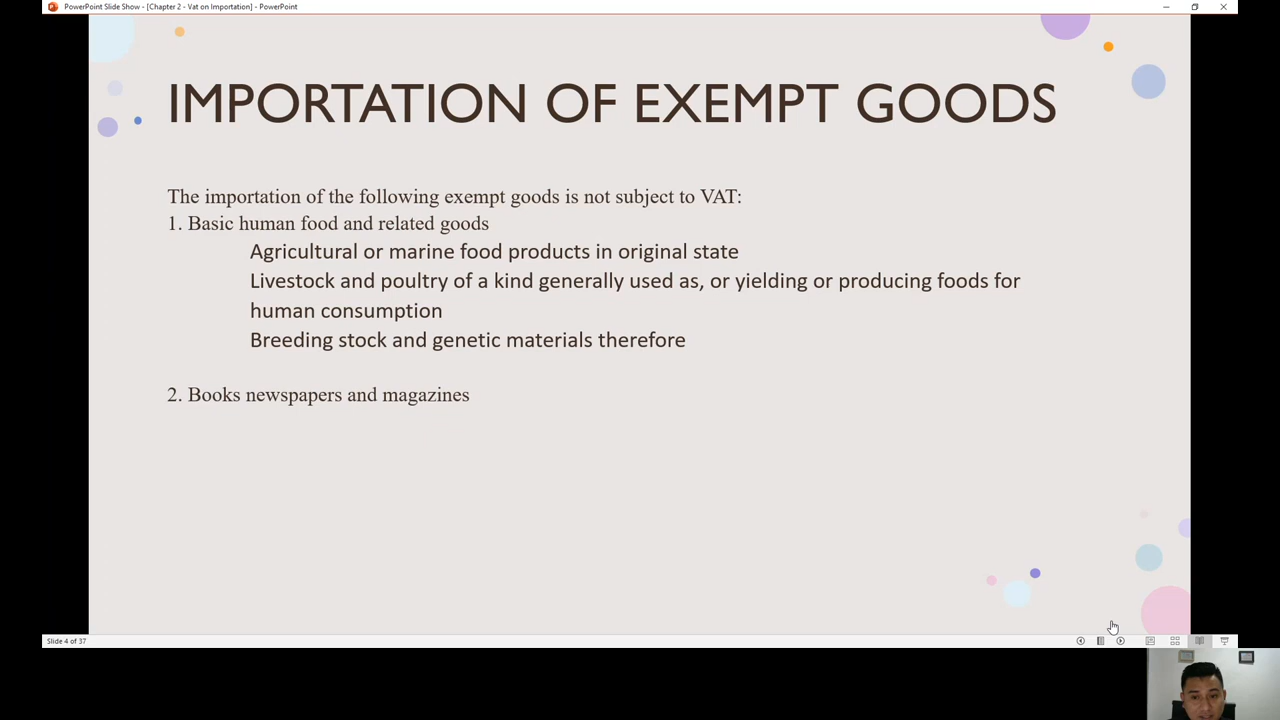 PowerPoint Slide Show - [Chapter 2 - Vat on Importation] - PowerPoint
IMPORTATION OF EXEMPT GOODS
The importation of the following exempt goods is not subject to VAT:
1. Basic human food and related goods
Agricultural or marine food products in original state
Livestock and poultry of a kind generally used as, or yielding or producing foods for
human consumption
Breeding stock and genetic materials therefore
2. Books newspapers and magazines
Slide 4 of 37